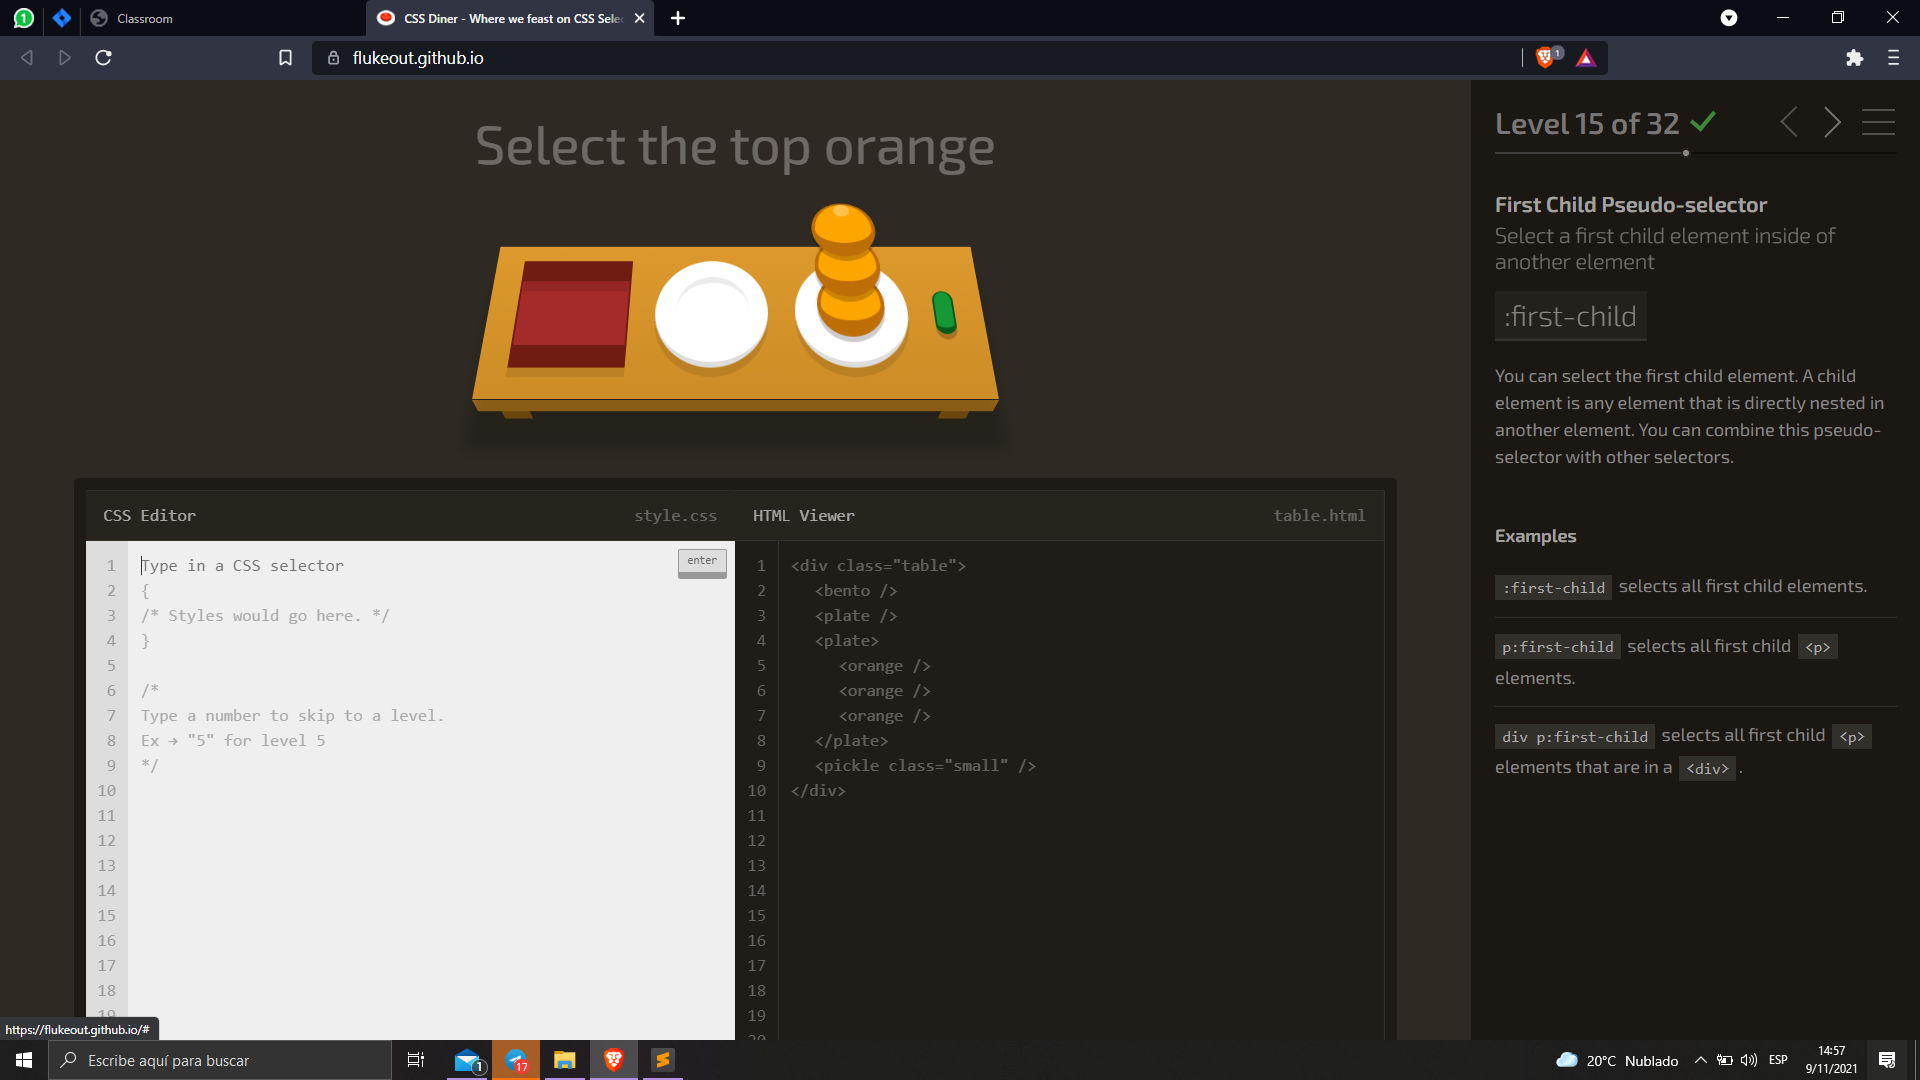 1
Classroom
CSS Diner - Where we feast on CSS Sele
flukeout.github.io
1
Select the top orange
CSS Editor
style.css
HTML Viewer
table.html
enter
1 Type in a CSS selector
2 {
3 /* Styles would go here. */
4 }
5
6 /*
7 Type a number to skip to a level.
8 Ex → "5" for level 5
9 */
10
11
12
13
14
15
16
17
18
19
1 <div class="table">
2 <bento />
3 <plate />
4 <plate>
5 <orange />
6 <orange />
7 <orange />
8 </plate>
9 <pickle class="small" />
10 </div>
11
12
13
14
15
16
17
18
19
20
Level 15 of 32
First Child Pseudo-selector
Select a first child element inside of
another element
:first-child
You can select the first child element. A child
element is any element that is directly nested in
another element. You can combine this pseudo-
selector with other selectors.
Examples
:first-child selects all first child elements.
p:first-child selects all first child <p>
elements.
div p:first-child selects all first child <p>
elements that are in a <div> .
https://flukeout.github.io/#
Escribe aquí para buscar
1
17
20°C Nublado
ESP
14:57
9/11/2021